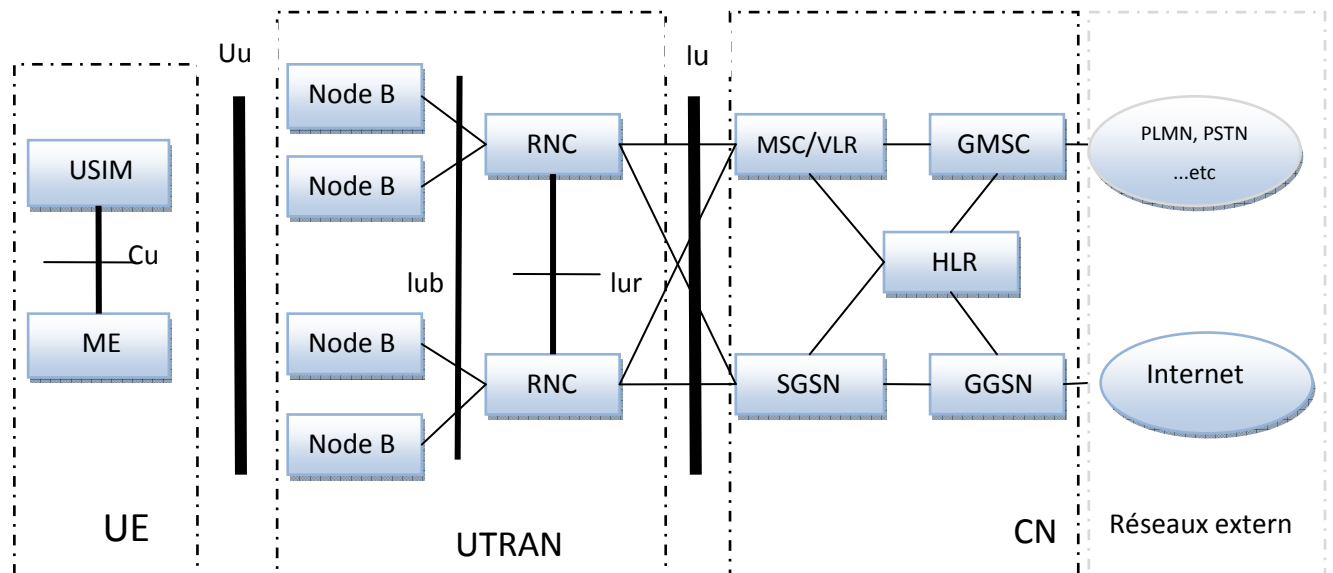 Uu
Iu
Node B
Node B
RNC
MSC/VLR
GMSC
PLMN, PSTN
...etc
USIM
Cu
ME
Iub
Iur
HLR
Node B
Node B
RNC
SGSN
GGSN
Internet
UE
UTRAN
CN
Réseaux extern